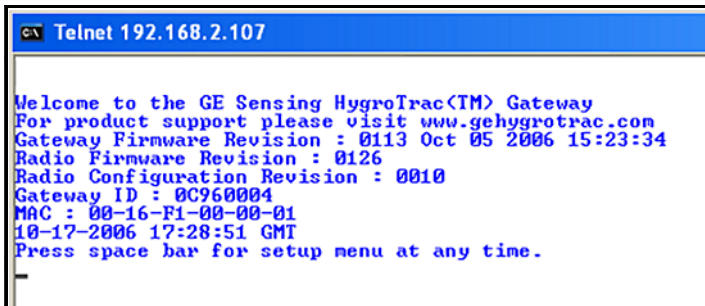 C:\ Telnet 192.168.2.107
Welcome to the GE Sensing HygroTrac(TM) Gateway
For product support please visit www.gehygrotrac.com
Gateway Firmware Revision : 0113 Oct 05 2006 15:23:34
Radio Firmware Revision : 0126
Radio Configuration Revision : 0010
Gateway ID : 0C960004
MAC : 00-16-F1-00-00-01
10-17-2006 17:28:51 GMT
Press space bar for setup menu at any time.